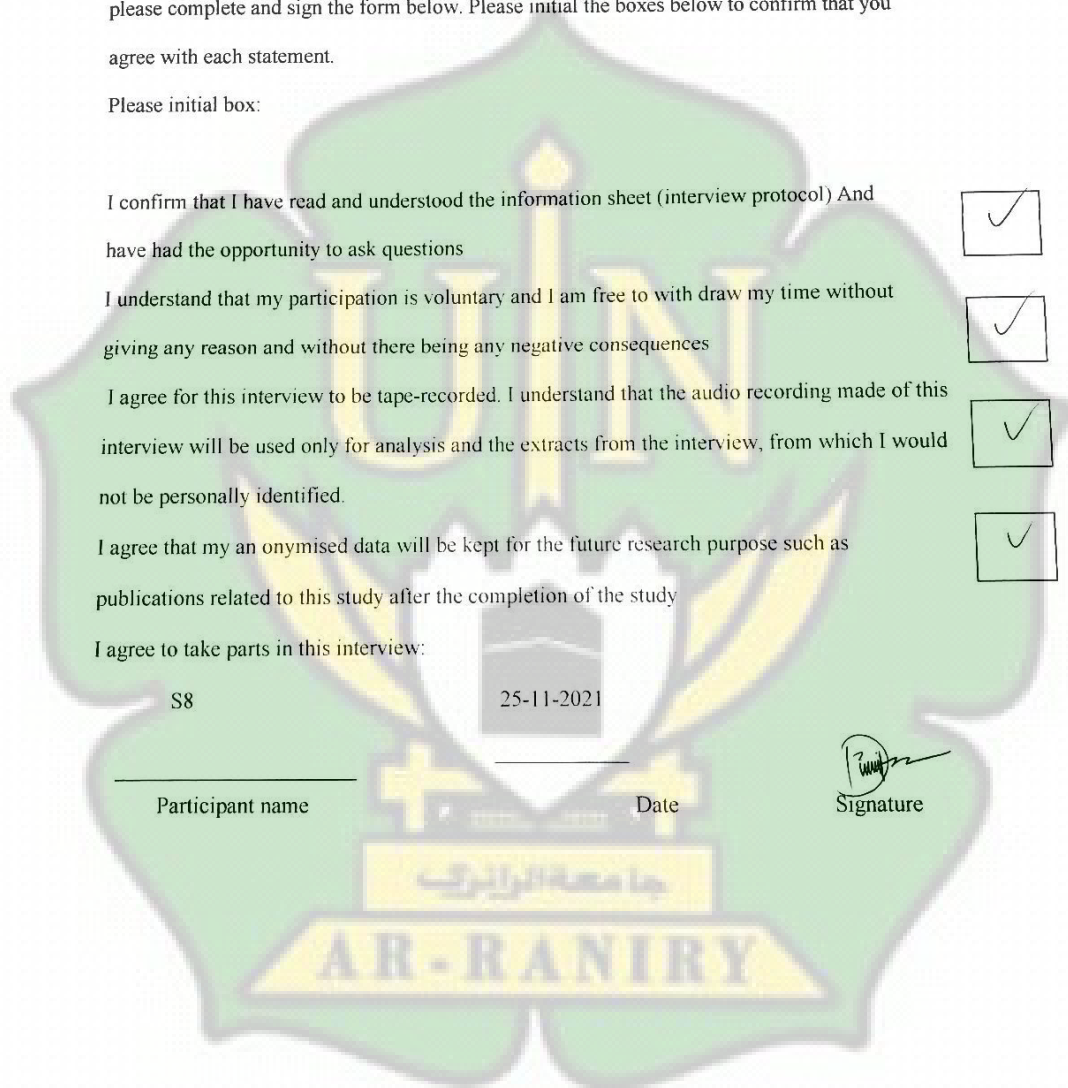 please complete and sign the form below. Please initial the boxes below to confirm that you
agree with each statement.
Please initial box:
I confirm that I have read and understood the information sheet (interview protocol) And
have had the opportunity to ask questions
I understand that my participation is voluntary and I am free to with draw my time without
giving any reason and without there being any negative consequences
I agree for this interview to be tape-recorded. I understand that the audio recording made of this
interview will be used only for analysis and the extracts from the interview, from which I would
not be personally identified.
I agree that my an onymised data will be kept for the future research purpose such as
publications related to this study after the completion of the study
I agree to take parts in this interview:
S8 25-11-2021
Participant name Date Signature
UIN
جامعة الرانرك
AR-RANIRY